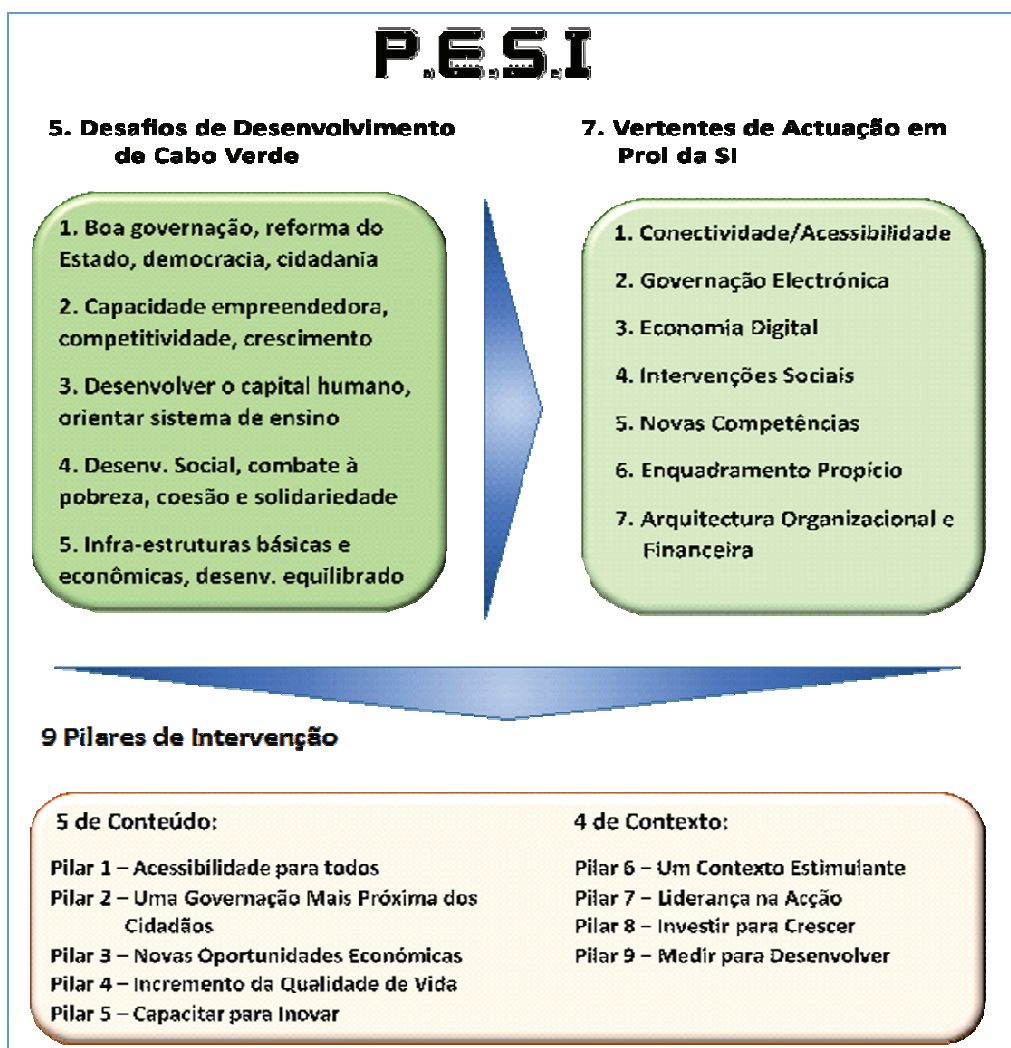 P.E.S.I
5. Desafios de Desenvolvimento
de Cabo Verde
1. Boa governação, reforma do
Estado, democracia, cidadania
2. Capacidade empreendedora,
competitividade, crescimento
3. Desenvolver o capital humano,
orientar sistema de ensino
4. Desenv. Social, combate à
pobreza, coesão e solidariedade
5. Infra-estruturas básicas e
econômicas, desenv. equilibrado
7. Vertentes de Actuação em
Prol da SI
1. Conectividade/Acessibilidade
2. Governação Electrónica
3. Economia Digital
4. Intervenções Sociais
5. Novas Competências
6. Enquadramento Propício
7. Arquitectura Organizacional e
Financeira
9 Pilares de Intervenção
5 de Conteúdo:
Pilar 1 – Acessibilidade para todos
Pilar 2 – Uma Governação Mais Próxima dos
Cidadãos
Pilar 3 – Novas Oportunidades Económicas
Pilar 4 – Incremento da Qualidade de Vida
Pilar 5 – Capacitar para Inovar
4 de Contexto:
Pilar 6 – Um Contexto Estimulante
Pilar 7 – Liderança na Acção
Pilar 8 – Investir para Crescer
Pilar 9 – Medir para Desenvolver